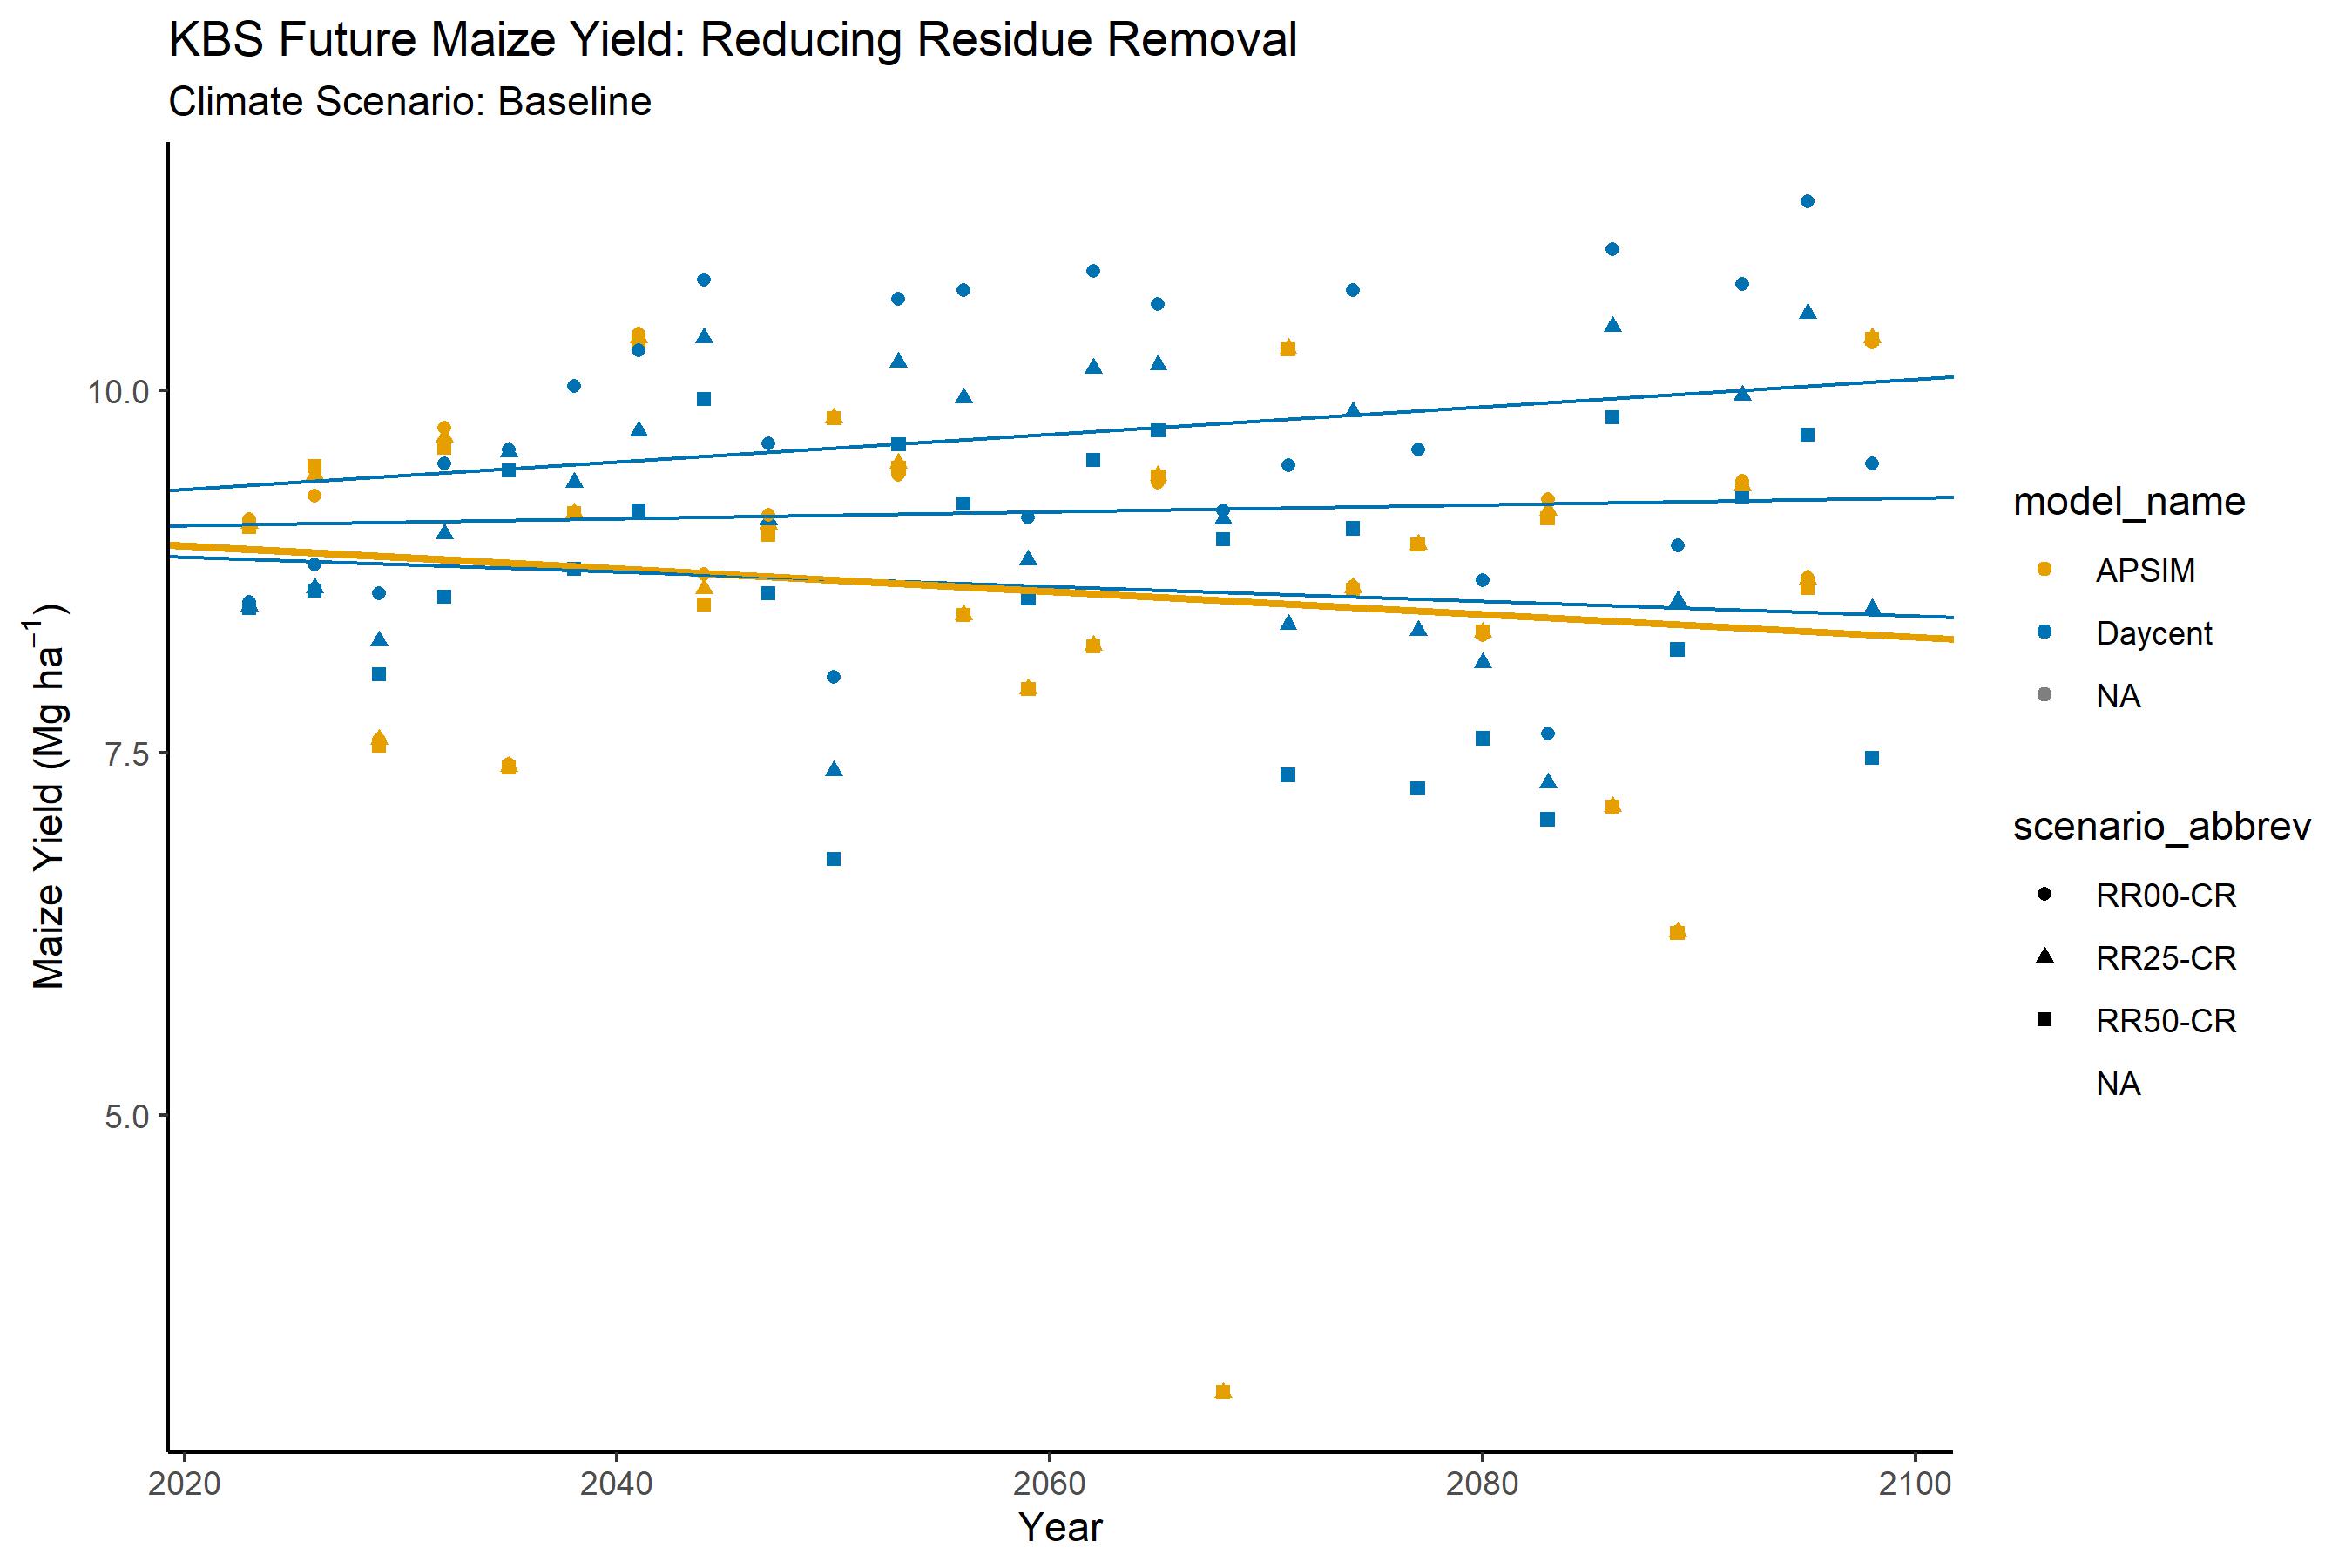 KBS Future Maize Yield: Reducing Residue Removal
Climate Scenario: Baseline
Maize Yield (Mg ha⁻¹)
10.0
7.5
5.0
2020
2040
2060
2080
2100
Year
model_name
APSIM
Daycent
NA
scenario_abbrev
RR00-CR
RR25-CR
RR50-CR
NA